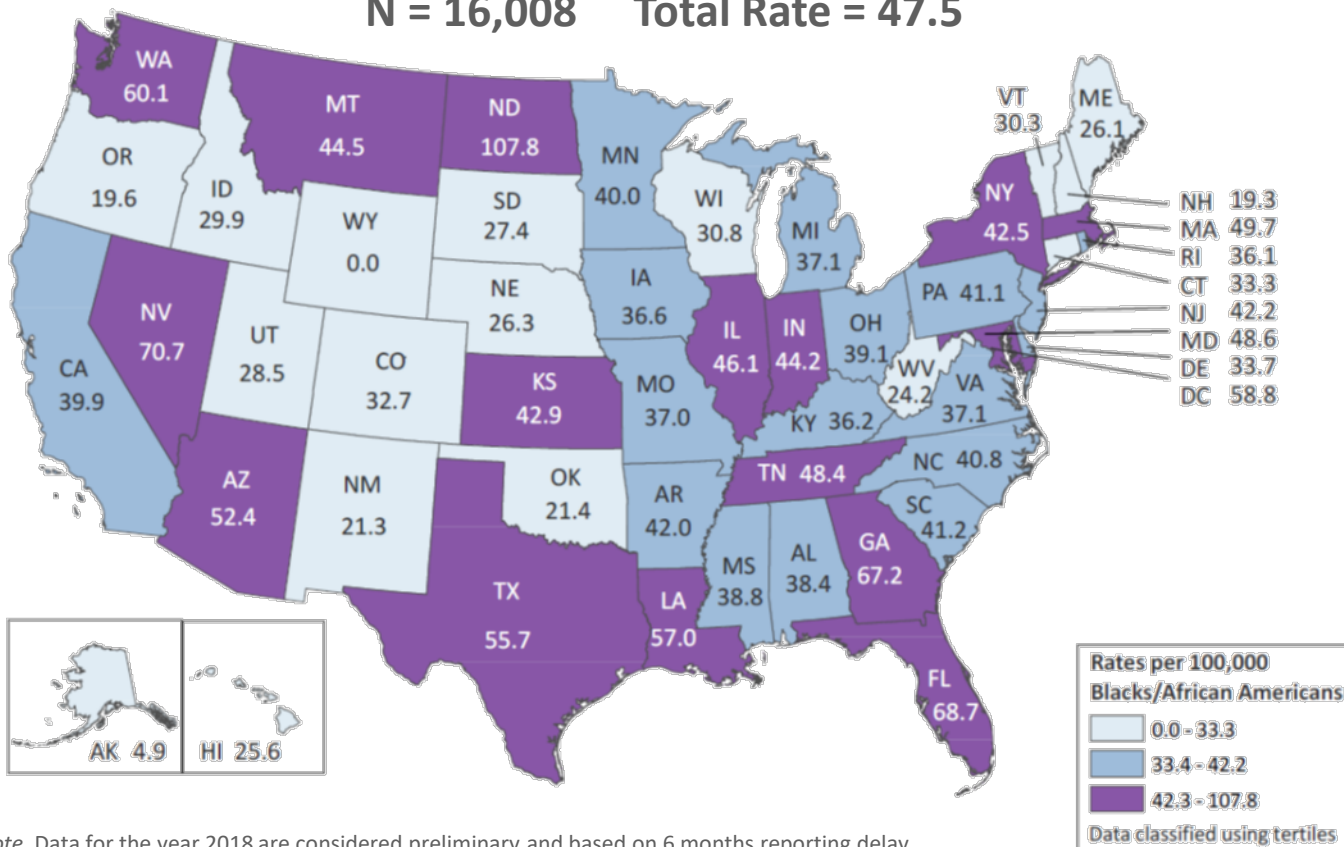 N = 16,008 Total Rate = 47.5
WA
60.1
MT
44.5
ND
107.8
MN
40.0
VT
30.3
ME
26.1
OR
19.6
ID
29.9
WY
0.0
SD
27.4
WI
30.8
MI
37.1
NY
42.5
NH 19.3
MA 49.7
RI 36.1
CT 33.3
NJ 42.2
MD 48.6
DE 33.7
DC 58.8
NV
70.7
UT
28.5
CO
32.7
NE
26.3
IA
36.6
IL
46.1
IN
44.2
OH
39.1
PA 41.1
WV
24.2
VA
37.1
CA
39.9
KS
42.9
MO
37.0
KY 36.2
AZ
52.4
NM
21.3
OK
21.4
AR
42.0
TN 48.4
NC 40.8
SC
41.2
TX
55.7
LA
57.0
MS
38.8
AL
38.4
GA
67.2
FL
68.7
AK 4.9
HI 25.6
Rates per 100,000
Blacks/African Americans
0.0 - 33.3
33.4 - 42.2
42.3 - 107.8
Data classified using tertiles
Data for the year 2018 are considered preliminary and based on 6 months reporting delay